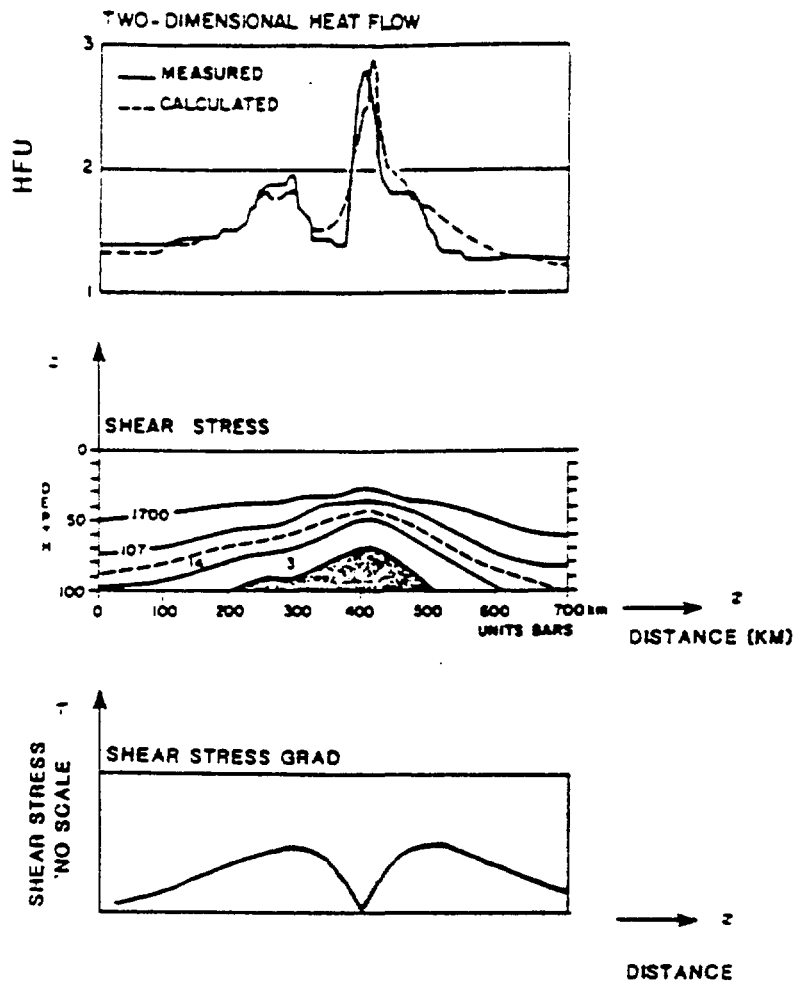 TWO-DIMENSIONAL HEAT FLOW
3
MEASURED
CALCULATED
HFU
2
1
SHEAR STRESS
0
50
100
1700
107
14
3
0 100 200 300 400 500 600 700 km
UNITS BARS
DISTANCE (KM)
SHEAR STRESS GRAD
SHEAR STRESS
NO SCALE
DISTANCE